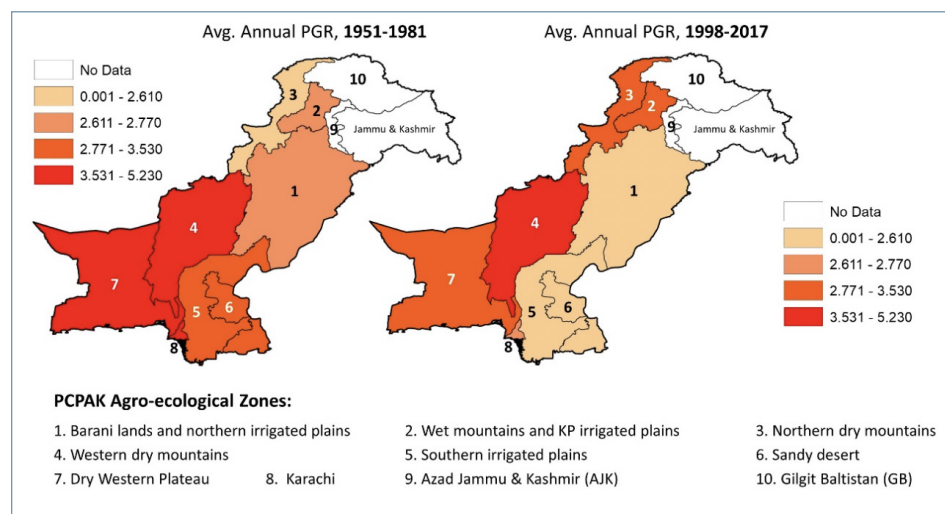 Avg. Annual PGR, 1951-1981
No Data
0.001 - 2.610
2.611 - 2.770
2.771 - 3.530
3.531 - 5.230
10
3
2
9
Jammu & Kashmir
1
4
7
5
6
8
Avg. Annual PGR, 1998-2017
10
3
2
9
Jammu & Kashmir
1
4
7
5
6
8
No Data
0.001 - 2.610
2.611 - 2.770
2.771 - 3.530
3.531 - 5.230
PCPAK Agro-ecological Zones:
1. Barani lands and northern irrigated plains 2. Wet mountains and KP irrigated plains 3. Northern dry mountains
4. Western dry mountains 5. Southern irrigated plains 6. Sandy desert
7. Dry Western Plateau 8. Karachi 9. Azad Jammu & Kashmir (AJK) 10. Gilgit Baltistan (GB)